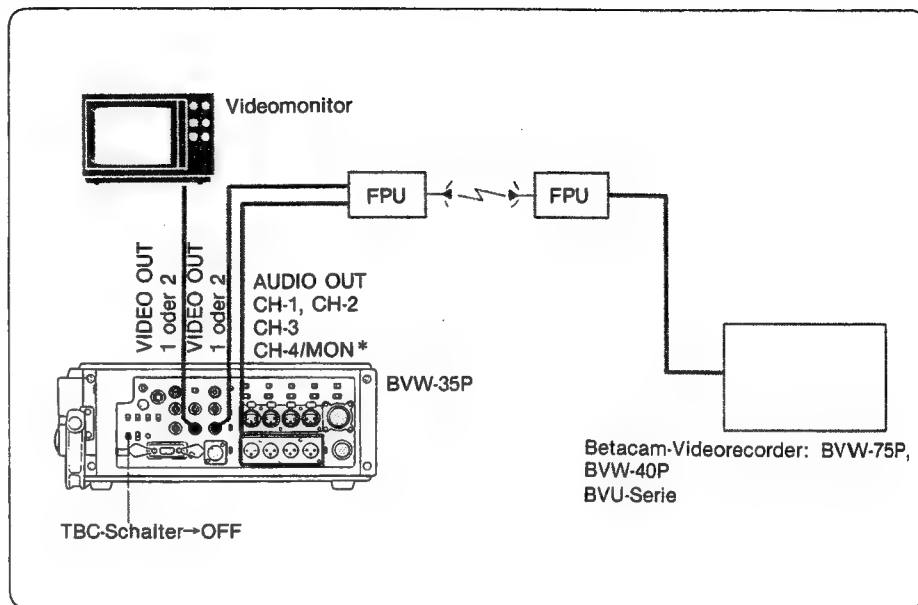 Videomonitor
FPU
FPU
VIDEO OUT
1 oder 2
VIDEO OUT
1 oder 2
AUDIO OUT
CH-1, CH-2
CH-3
CH-4/MON*
BVW-35P
Betacam-Videorecorder: BVW-75P,
BVW-40P
BVU-Serie
TBC-Schalter→OFF